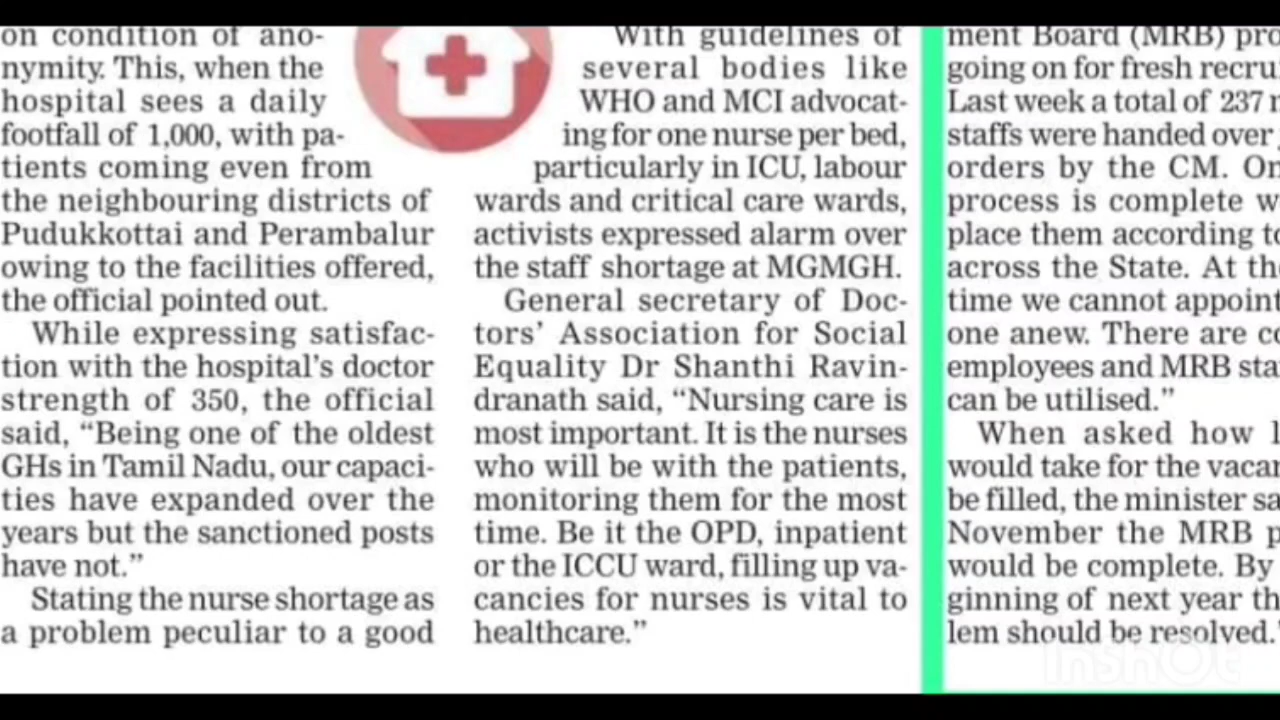 on condition of ano-
nymity. This, when the
hospital sees a daily
footfall of 1,000, with pa-
tients coming even from
the neighbouring districts of
Pudukkottai and Perambalur
owing to the facilities offered,
the official pointed out.
While expressing satisfac-
tion with the hospital's doctor
strength of 350, the official
said, “Being one of the oldest
GHs in Tamil Nadu, our capaci-
ties have expanded over the
years but the sanctioned posts
have not.”
Stating the nurse shortage as
a problem peculiar to a good
With guidelines of
several bodies like
WHO and MCI advocat-
ing for one nurse per bed,
particularly in ICU, labour
wards and critical care wards,
activists expressed alarm over
the staff shortage at MGMGH.
General secretary of Doc-
tors’ Association for Social
Equality Dr Shanthi Ravin-
dranath said, “Nursing care is
most important. It is the nurses
who will be with the patients,
monitoring them for the most
time. Be it the OPD, inpatient
or the ICCU ward, filling up va-
cancies for nurses is vital to
healthcare.”
ment Board (MRB)
going on for fresh
Last week a total of 237
staffs were handed over
orders by the CM.
process is complete
place them according
across the State. At
time we cannot appoint
one anew. There are
employees and MRB
can be utilised.”
When asked how
would take for the
be filled, the minister
November the MRB
would be complete. By
ginning of next year
lem should be resolved.
InShOt